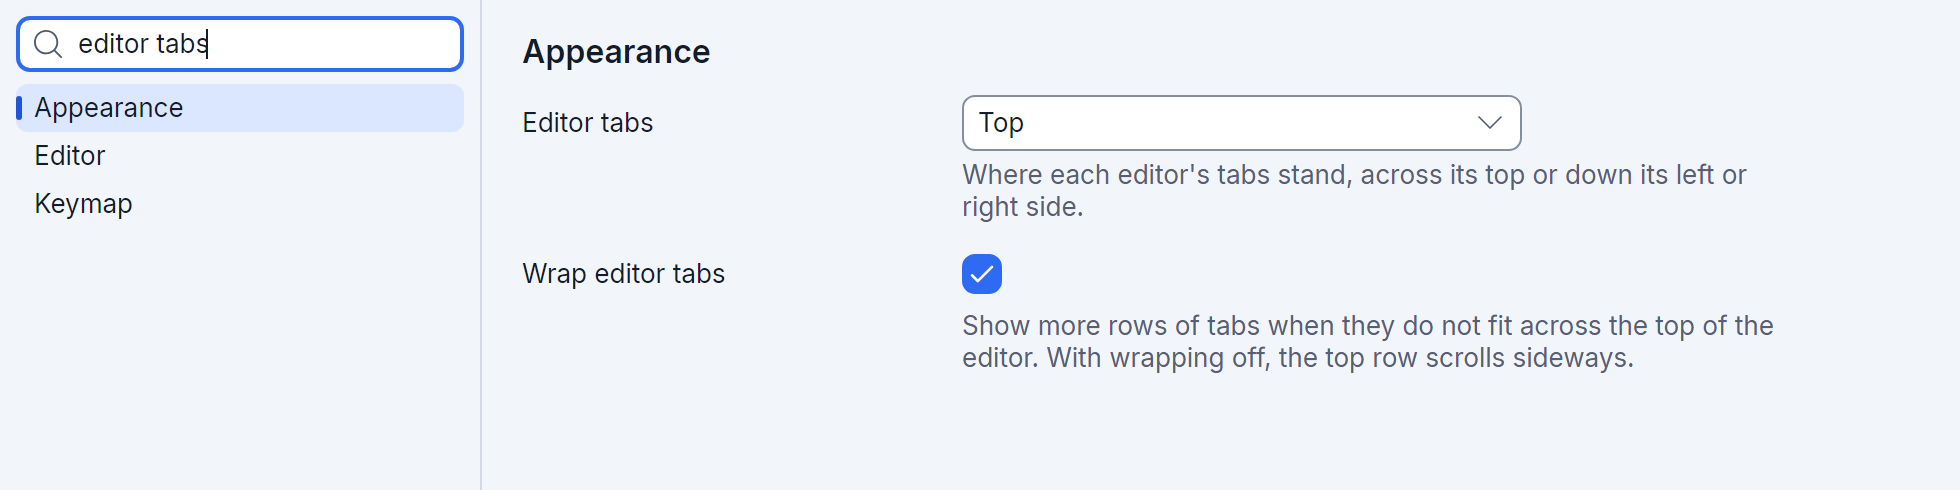 editor tabs
Appearance
Editor
Keymap
Appearance
Editor tabs
Top
Where each editor's tabs stand, across its top or down its left or
right side.
Wrap editor tabs
Show more rows of tabs when they do not fit across the top of the
editor. With wrapping off, the top row scrolls sideways.